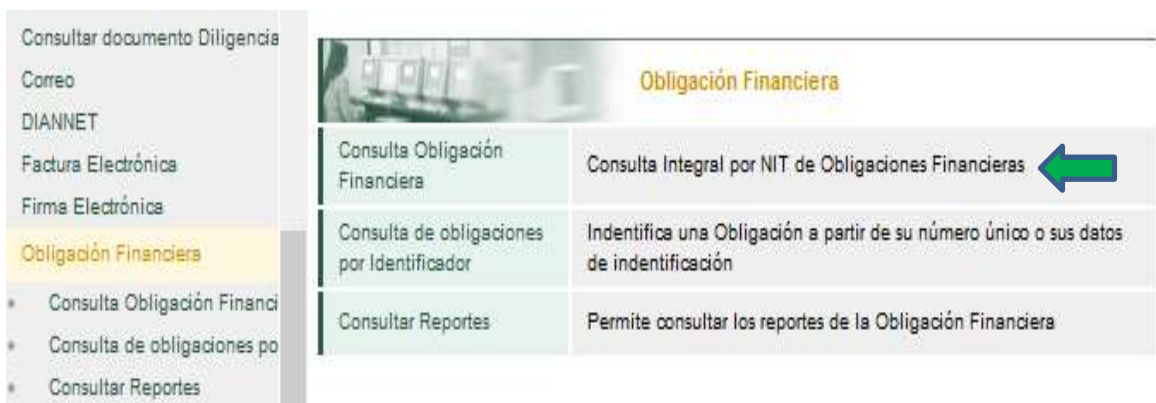 Consultar documento Diligencia
Correo
DIANNET
Factura Electrónica
Firma Electrónica
Obligación Financiera
Consulta Obligación Financi
Consulta de obligaciones po
Consultar Reportes
Obligación Financiera
Consulta Obligación
Financiera
Consulta Integral por NIT de Obligaciones Financieras
Consulta de obligaciones
por Identificador
Indentifica una Obligación a partir de su número único o sus datos
de indentificación
Consultar Reportes
Permite consultar los reportes de la Obligación Financiera